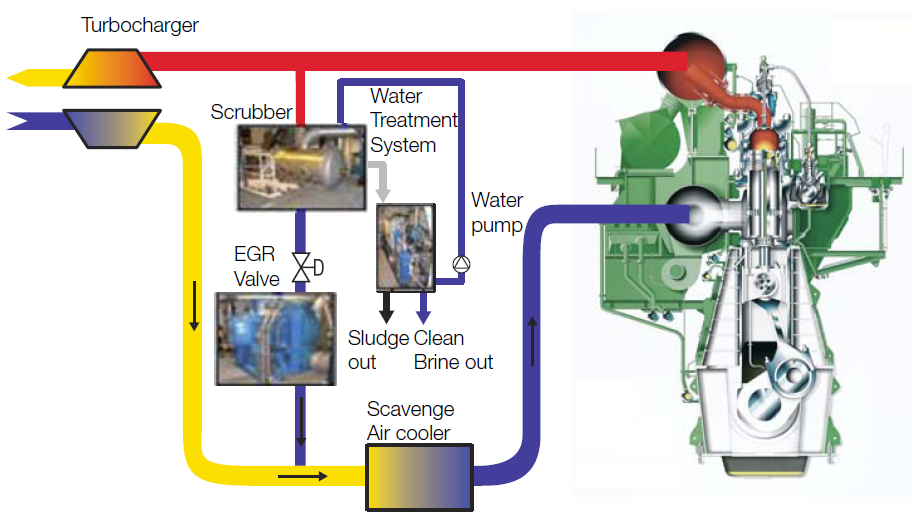 Turbocharger
Scrubber
Water
Treatment
System
Water
pump
EGR
Valve
Sludge Clean
out Brine out
Scavenge
Air cooler